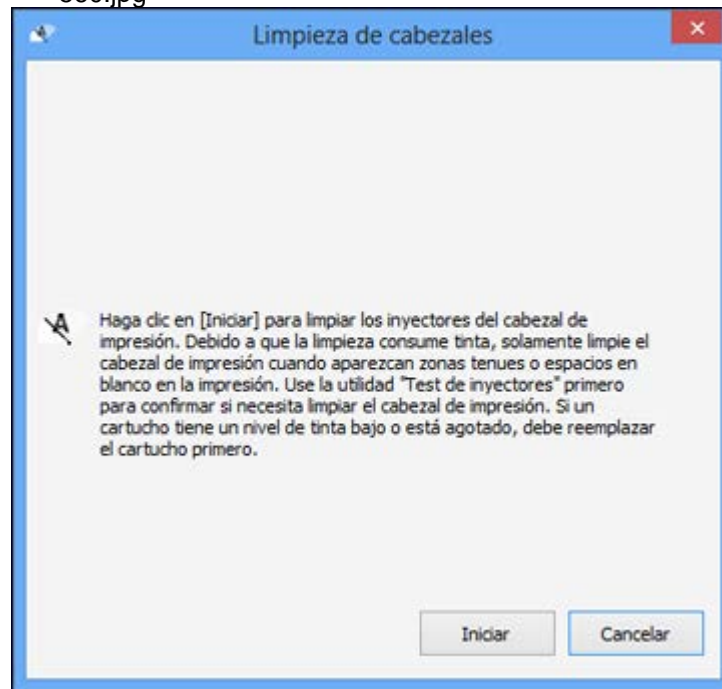 Limpieza de cabezales
Haga clic en [Iniciar] para limpiar los inyectores del cabezal de
impresión. Debido a que la limpieza consume tinta, solamente limpie el
cabezal de impresión cuando aparezcan zonas tenues o espacios en
blanco en la impresión. Use la utilidad "Test de inyectores" primero
para confirmar si necesita limpiar el cabezal de impresión. Si un
cartucho tiene un nivel de tinta bajo o está agotado, debe reemplazar
el cartucho primero.
Iniciar Cancelar